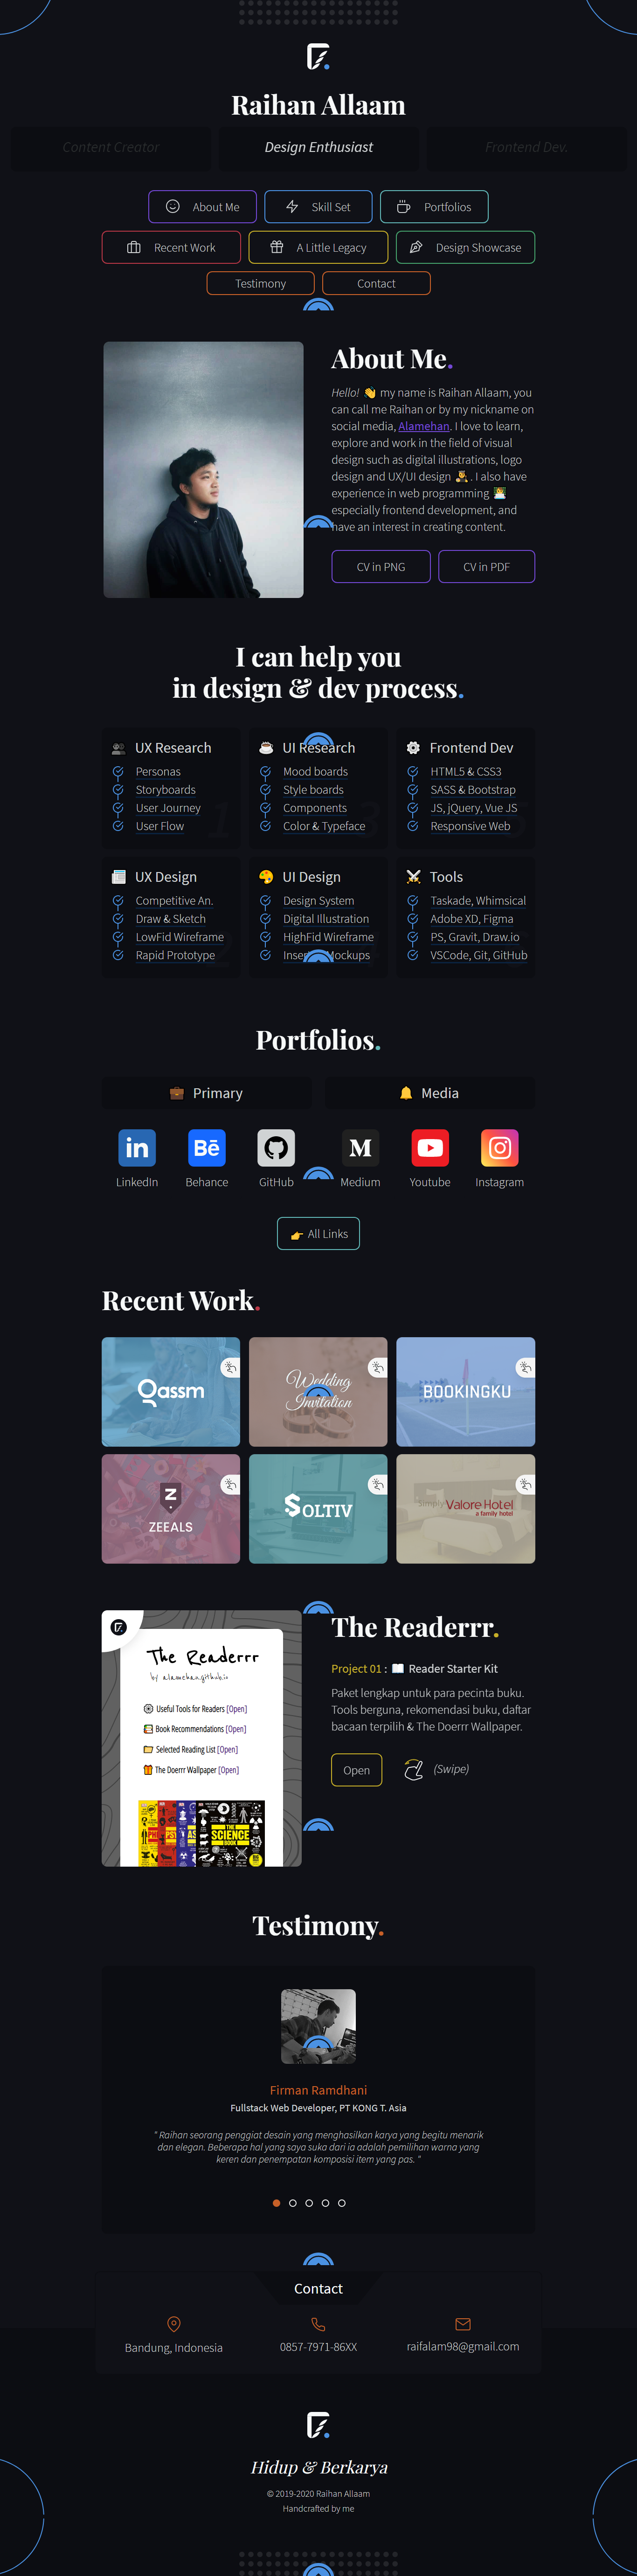 Raihan Allaam
Content Creator
Design Enthusiast
Frontend Dev.
About Me
Skill Set
Portfolios
Recent Work
A Little Legacy
Design Showcase
Testimony
Contact
About Me.
Hello! 👋 my name is Raihan Allaam, you
can call me Raihan or by my nickname on
social media, Alamehan. I love to learn,
explore and work in the field of visual
design such as digital illustrations, logo
design and UX/UI design . I also have
experience in web programming
especially frontend development, and
have an interest in creating content.
CV in PNG
CV in PDF
I can help you
in design & dev process.
UX Research
Personas
Storyboards
User Journey
User Flow
UI Research
Mood boards
Style boards
Components
Color & Typeface
3
Frontend Dev
HTML5 & CSS3
SASS & Bootstrap
JS, jQuery, Vue JS
Responsive Web
UX Design
Competitive An.
Draw & Sketch
LowFid Wireframe
Rapid Prototype
UI Design
Design System
Digital Illustration
HighFid Wireframe
Mockups
Tools
Taskade, Whimsical
Adobe XD, Figma
PS, Gravit, Draw.io
VSCode, Git, GitHub
Portfolios.
Primary
Media
in
Bē
M
LinkedIn
Behance
GitHub
Medium
Youtube
Instagram
👉 All Links
Recent Work.
Qassm
Wedding
Invitation
BOOKINGKU
Z
ZEEALS
SOLTIV
Simply Valore Hotel
a family hotel
The Readerrr
by alamehan.github.io
Useful Tools for Readers [Open]
Book Recommendations [Open]
Selected Reading List [Open]
The Doerrr Wallpaper [Open]
THE
SCIENCE
BOOK
The Readerrr.
Project 01 : 📖 Reader Starter Kit
Paket lengkap untuk para pecinta buku.
Tools berguna, rekomendasi buku, daftar
bacaan terpilih & The Doerrr Wallpaper.
Open
(Swipe)
Testimony.
Firman Ramdhani
Fullstack Web Developer, PT KONG T. Asia
" Raihan seorang penggiat desain yang menghasilkan karya yang begitu menarik
dan elegan. Beberapa hal yang saya suka dari ia adalah pemilihan warna yang
keren dan penempatan komposisi item yang pas. "
Contact
Bandung, Indonesia
0857-7971-86XX
raifalam98@gmail.com
Hidup & Berkarya
© 2019-2020 Raihan Allaam
Handcrafted by me